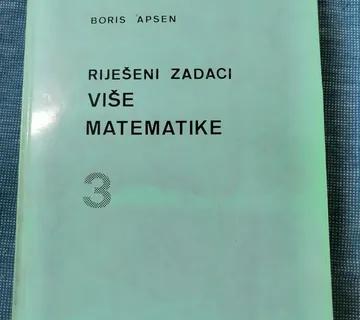 BORIS APSEN
RIJEŠENI ZADACI
VIŠE
MATEMATIKE
3